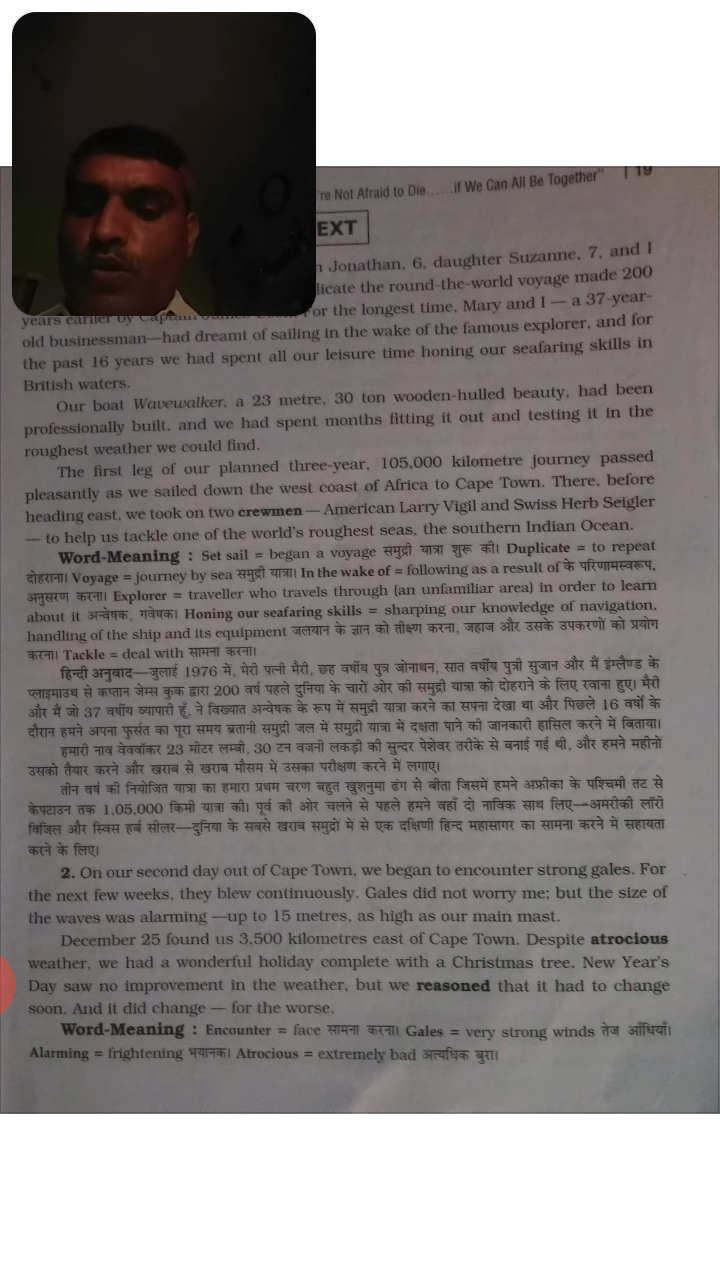 're Not Afraid to Die......if We Can All Be Together" | 19
EXT
Jonathan, 6, daughter Suzanne, 7, and I
licate the round-the-world voyage made 200
years earlier by Captain For the longest time, Mary and I — a 37-year-
old businessman—had dreamt of sailing in the wake of the famous explorer, and for
the past 16 years we had spent all our leisure time honing our seafaring skills in
British waters.
Our boat Wavewalker, a 23 metre, 30 ton wooden-hulled beauty, had been
professionally built, and we had spent months fitting it out and testing it in the
roughest weather we could find.
The first leg of our planned three-year, 105,000 kilometre journey passed
pleasantly as we sailed down the west coast of Africa to Cape Town. There, before
heading east, we took on two crewmen — American Larry Vigil and Swiss Herb Seigler
— to help us tackle one of the world's roughest seas, the southern Indian Ocean.
Word-Meaning : Set sail = began a voyage समुद्री यात्रा शुरू की। Duplicate = to repeat
दोहराना। Voyage = journey by sea समुद्री यात्रा। In the wake of = following as a result of के परिणामस्वरूप,
अनुसरण करना। Explorer = traveller who travels through (an unfamiliar area) in order to learn
about it अन्वेषक, गवेषक। Honing our seafaring skills = sharping our knowledge of navigation,
handling of the ship and its equipment जलयान के ज्ञान को तीक्ष्ण करना, जहाज और उसके उपकरणों को प्रयोग
करना। Tackle = deal with सामना करना।
हिन्दी अनुवाद—जुलाई 1976 में, मेरी पत्नी मैरी, छह वर्षीय पुत्र जोनाथन, सात वर्षीय पुत्री सुजान और मैं इंग्लैण्ड के
प्लाइमाउथ से कप्तान जेम्स कुक द्वारा 200 वर्ष पहले दुनिया के चारों ओर की समुद्री यात्रा को दोहराने के लिए रवाना हुए। मैरी
और मैं जो 37 वर्षीय व्यापारी हूँ, ने विख्यात अन्वेषक के रूप में समुद्री यात्रा करने का सपना देखा था और पिछले 16 वर्षों के
दौरान हमने अपना फुर्सत का पूरा समय ब्रतानी समुद्री जल में समुद्री यात्रा में दक्षता पाने की जानकारी हासिल करने में बिताया।
हमारी नाव वेववॉकर 23 मीटर लम्बी, 30 टन वजनी लकड़ी की सुन्दर पेशेवर तरीके से बनाई गई थी, और हमने महीनों
उसको तैयार करने और खराब से खराब मौसम में उसका परीक्षण करने में लगाए।
तीन वर्ष की नियोजित यात्रा का हमारा प्रथम चरण बहुत खुशनुमा ढंग से बीता जिसमें हमने अफ्रीका के पश्चिमी तट से
केपटाउन तक 1,05,000 किमी यात्रा की। पूर्व की ओर चलने से पहले हमने वहाँ दो नाविक साथ लिए—अमरीकी लॉरी
विजिल और स्विस हर्ब सीलर—दुनिया के सबसे खराब समुद्रों में से एक दक्षिणी हिन्द महासागर का सामना करने में सहायता
करने के लिए।
2. On our second day out of Cape Town, we began to encounter strong gales. For
the next few weeks, they blew continuously. Gales did not worry me; but the size of
the waves was alarming —up to 15 metres, as high as our main mast.
December 25 found us 3,500 kilometres east of Cape Town. Despite atrocious
weather, we had a wonderful holiday complete with a Christmas tree. New Year's
Day saw no improvement in the weather, but we reasoned that it had to change
soon. And it did change — for the worse.
Word-Meaning : Encounter = face सामना करना। Gales = very strong winds तेज आँधियाँ।
Alarming = frightening भयानक। Atrocious = extremely bad अत्यधिक बुरा।